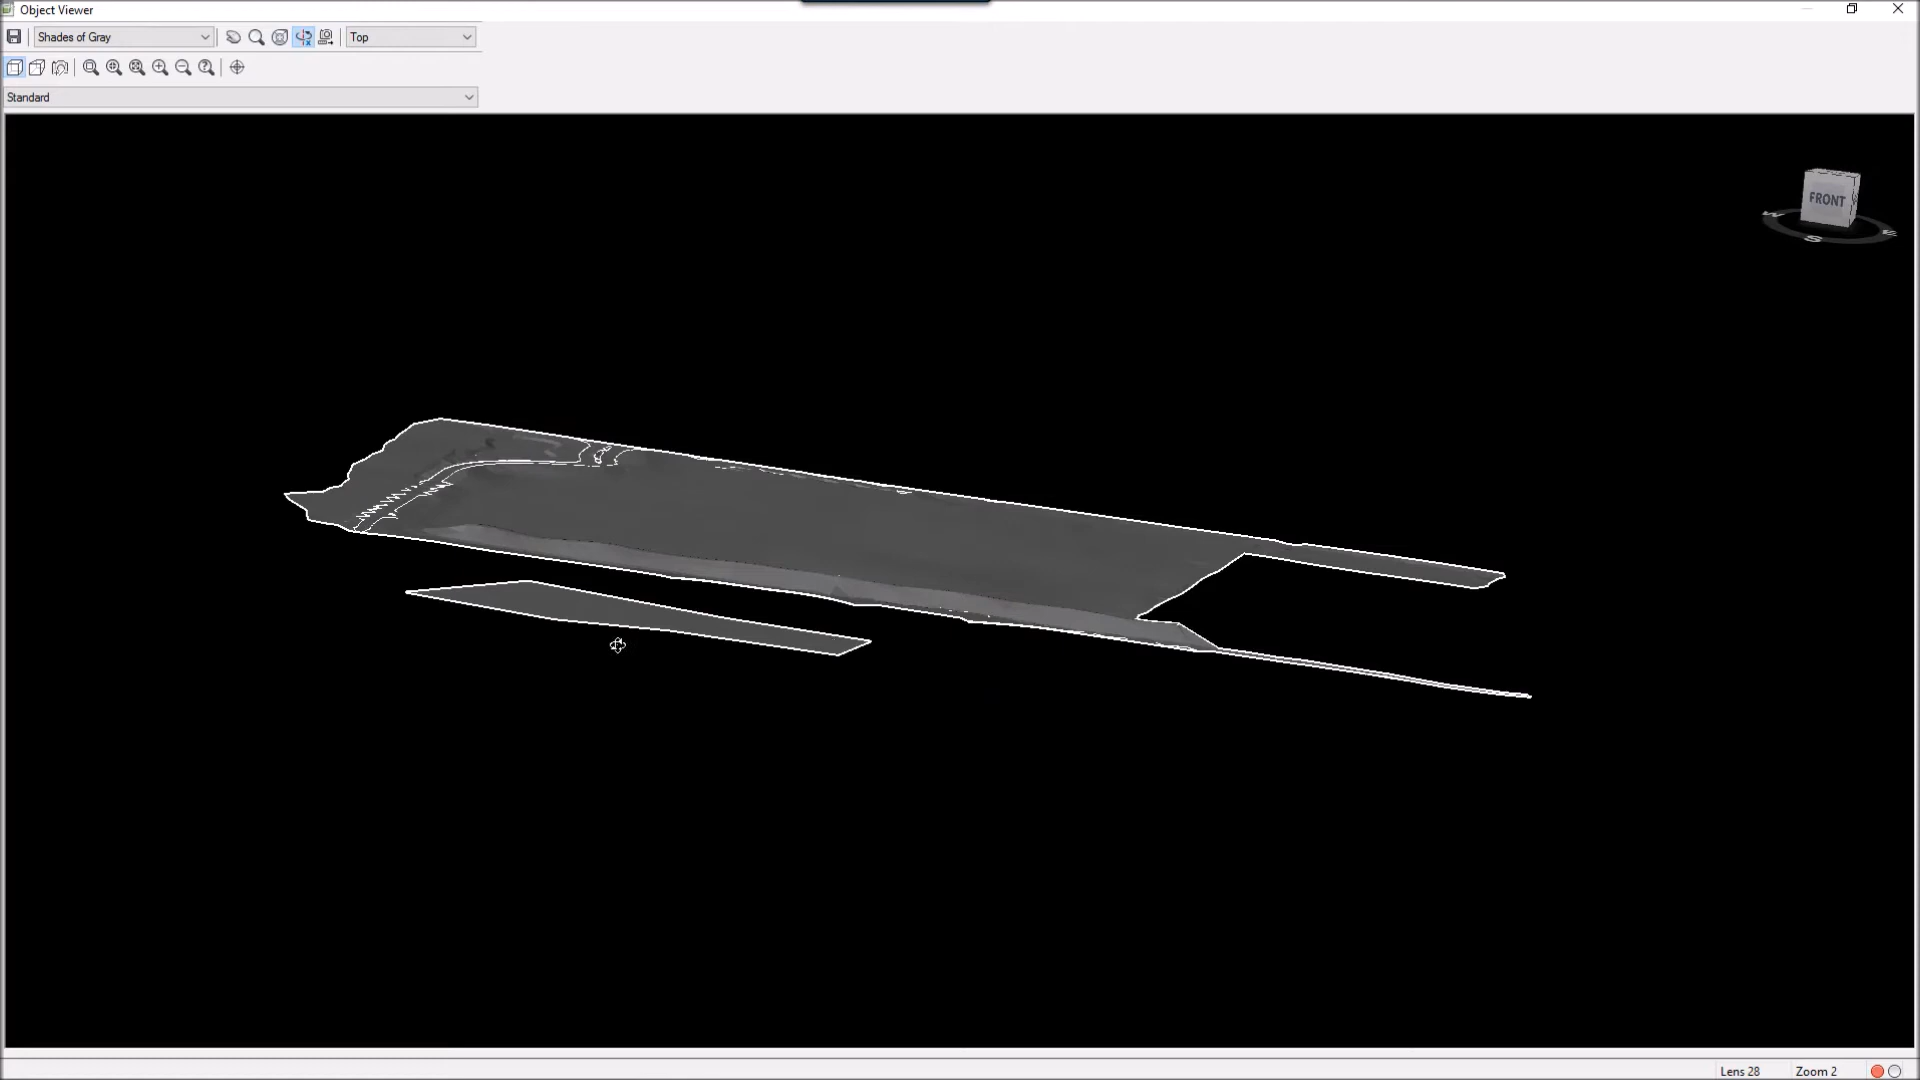 Object Viewer
Shades of Gray
Top
Standard
FRONT
W
S
E
Lens 28
Zoom 2